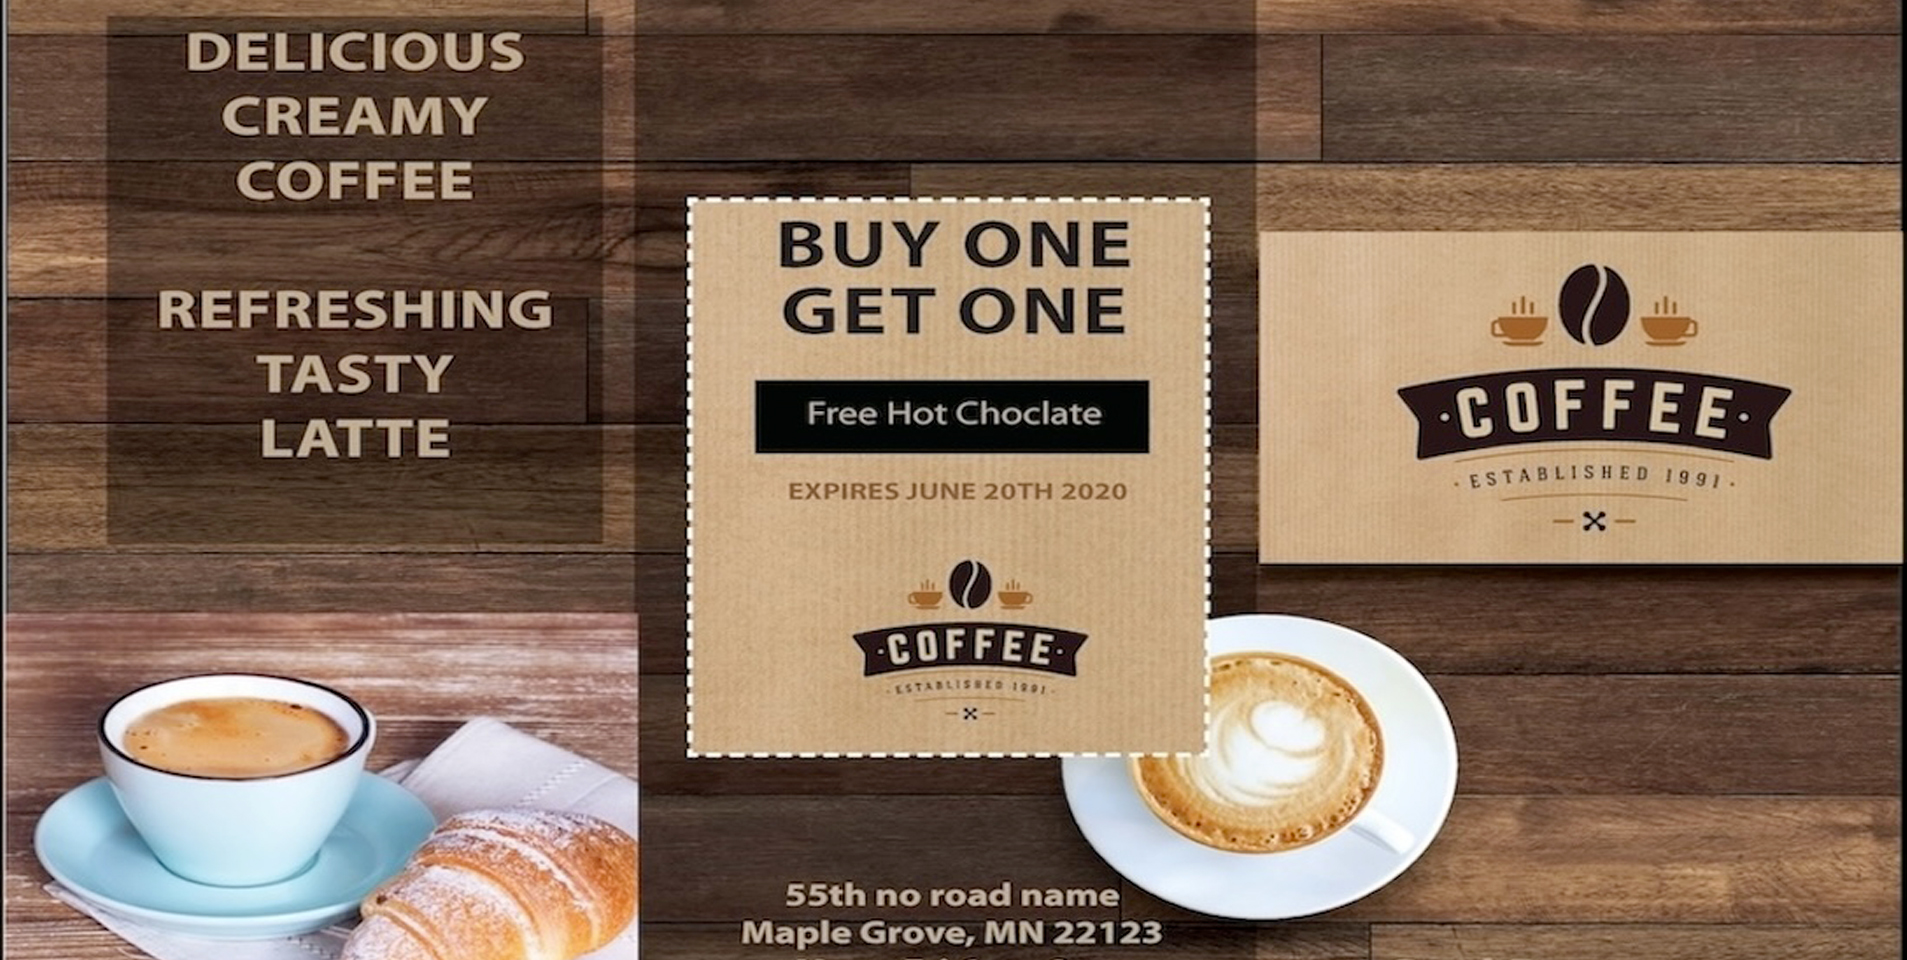 DELICIOUS
CREAMY
COFFEE
REFRESHING
TASTY
LATTE
BUY ONE
GET ONE
Free Hot Choclate
EXPIRES JUNE 20TH 2020
·COFFEE·
·ESTABLISHED 1991·
55th no road name
Maple Grove, MN 22123
·COFFEE·
·ESTABLISHED 1991·